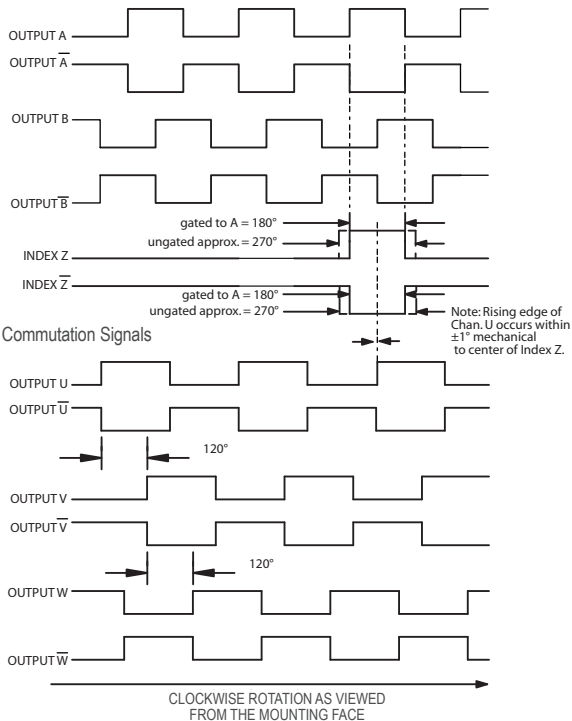 OUTPUT A
OUTPUT A̅
OUTPUT B
OUTPUT B̅
gated to A = 180°
ungated approx. = 270°
INDEX Z
INDEX Z̅
gated to A = 180°
ungated approx. = 270°
Note: Rising edge of
Chan. U occurs within
±1° mechanical
to center of Index Z.
Commutation Signals
OUTPUT U
OUTPUT U̅
120°
OUTPUT V
OUTPUT V̅
120°
OUTPUT W
OUTPUT W̅
CLOCKWISE ROTATION AS VIEWED
FROM THE MOUNTING FACE